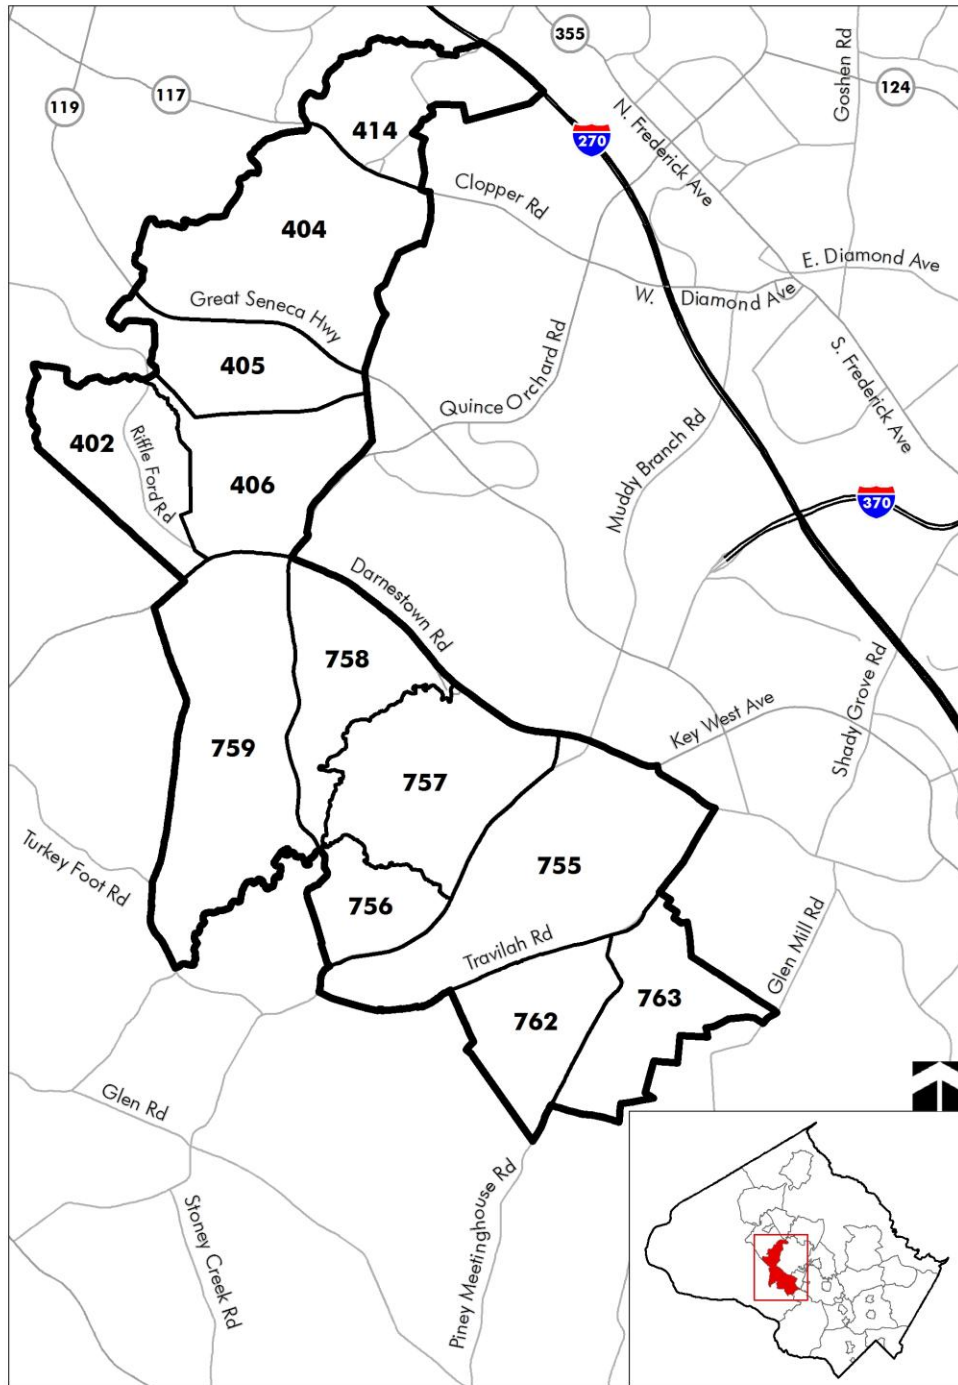 355
Goshen Rd
117
119
124
414
N. Frederick Ave
270
Clopper Rd
404
E. Diamond Ave
W. Diamond Ave
Great Seneca Hwy
405
S. Frederick Ave
Quince Orchard Rd
402
Riffle Ford Rd
406
Muddy Branch Rd
370
Darnestown Rd
758
Shady Grove Rd
Key West Ave
759
757
Turkey Foot Rd
755
756
Travilah Rd
Glen Mill Rd
763
762
Glen Rd
Stoney Creek Rd
Piney Meetinghouse Rd